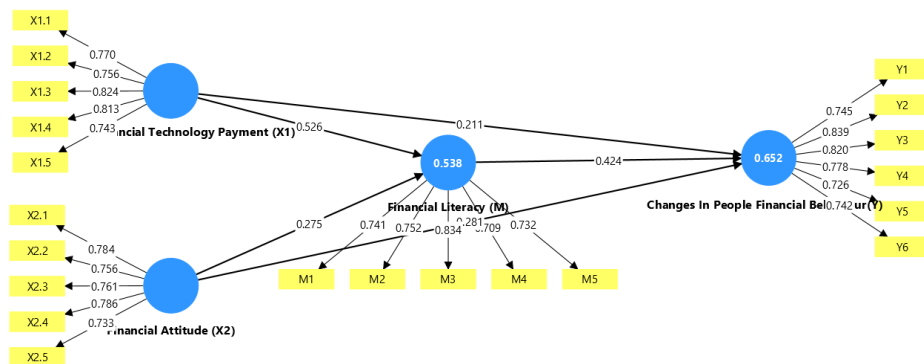 X1.1
X1.2
X1.3
X1.4
X1.5
0.770
0.756
0.824
0.813
0.743
ncial Technology Payment (X1)
0.526
0.211
X2.1
X2.2
X2.3
X2.4
X2.5
0.784
0.756
0.761
0.786
0.733
Financial Attitude (X2)
0.275
0.281
0.538
Financial Literacy (M)
0.424
0.741
0.752
0.834
0.709
0.732
M1
M2
M3
M4
M5
0.652
Changes In People Financial Be ur(Y)
0.745
0.839
0.820
0.778
0.726
0.742
Y1
Y2
Y3
Y4
Y5
Y6